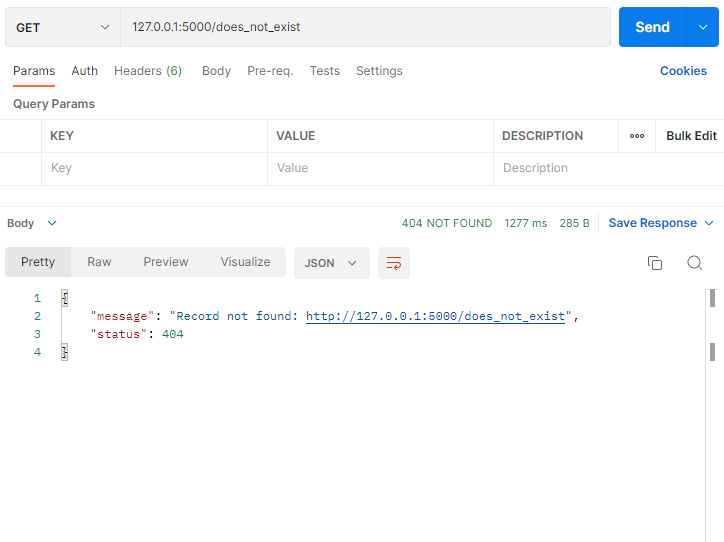 GET 127.0.0.1:5000/does_not_exist Send
Params Auth Headers (6) Body Pre-req. Tests Settings Cookies
Query Params
KEY VALUE DESCRIPTION ooo Bulk Edit
Key Value Description
Body 404 NOT FOUND 1277 ms 285 B Save Response
Pretty Raw Preview Visualize JSON
1 {
2 "message": "Record not found: http://127.0.0.1:5000/does_not_exist",
3 "status": 404
4 }